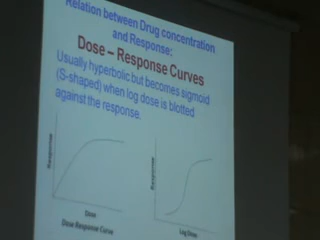 Relation between Drug concentration
and Response:
Dose – Response Curves
Usually hyperbolic but becomes sigmoid
(S-shaped) when log dose is blotted
against the response.
Response
Dose
Dose Response Curve
Response
Log Dose